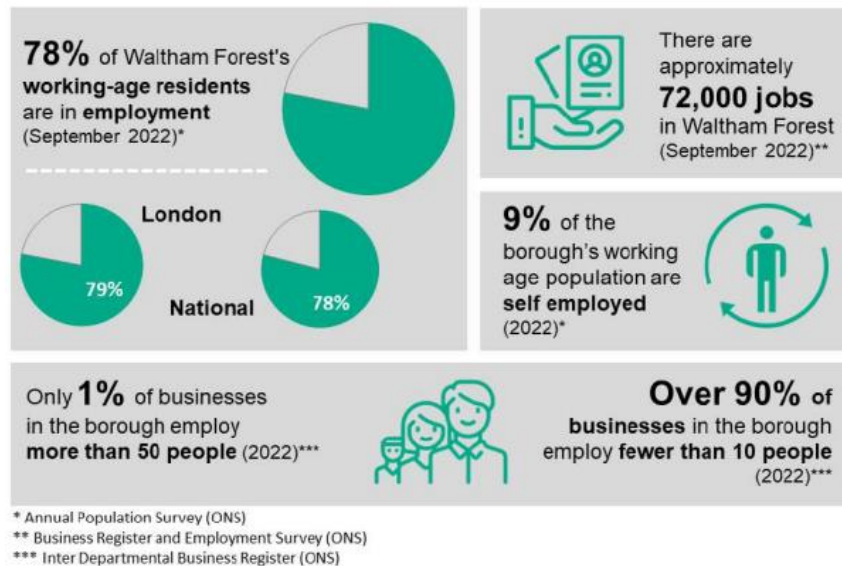 78% of Waltham Forest's
working-age residents
are in employment
(September 2022)*
London
79%
National
78%
There are
approximately
72,000 jobs
in Waltham Forest
(September 2022)**
9% of the
borough's working
age population are
self employed
(2022)*
Only 1% of businesses
in the borough employ
more than 50 people (2022)***
Over 90% of
businesses in the borough
employ fewer than 10 people
(2022)***
* Annual Population Survey (ONS)
** Business Register and Employment Survey (ONS)
*** Inter Departmental Business Register (ONS)